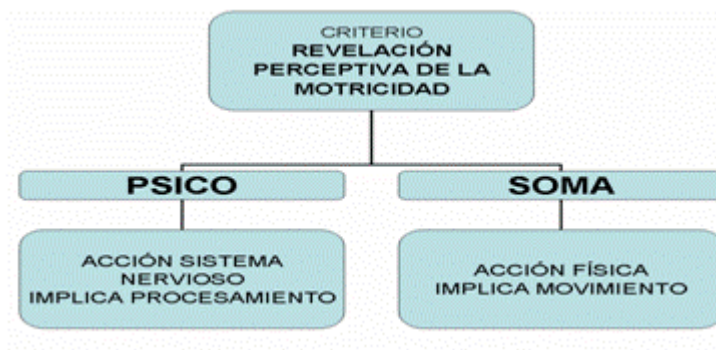 CRITERIO
REVELACIÓN
PERCEPTIVA DE LA
MOTRICIDAD
PSICO
SOMA
ACCIÓN SISTEMA
NERVIOSO
IMPLICA PROCESAMIENTO
ACCIÓN FÍSICA
IMPLICA MOVIMIENTO